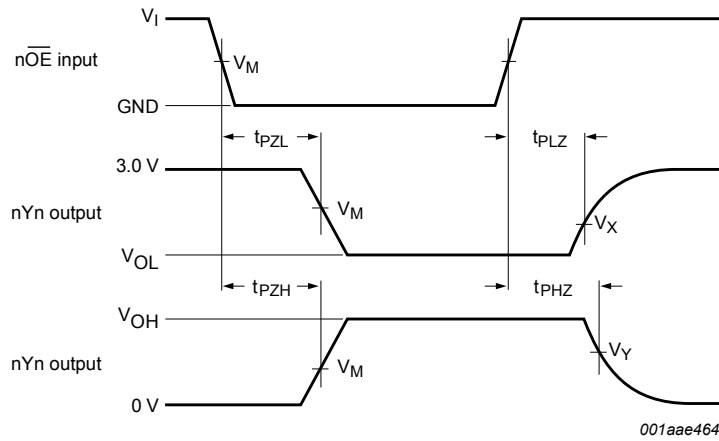 V_I
nO̅E̅ input
V_M
GND
t_PZL
t_PLZ
3.0 V
nYn output
V_M
V_X
V_OL
t_PZH
t_PHZ
V_OH
nYn output
V_M
V_Y
0 V
001aae464